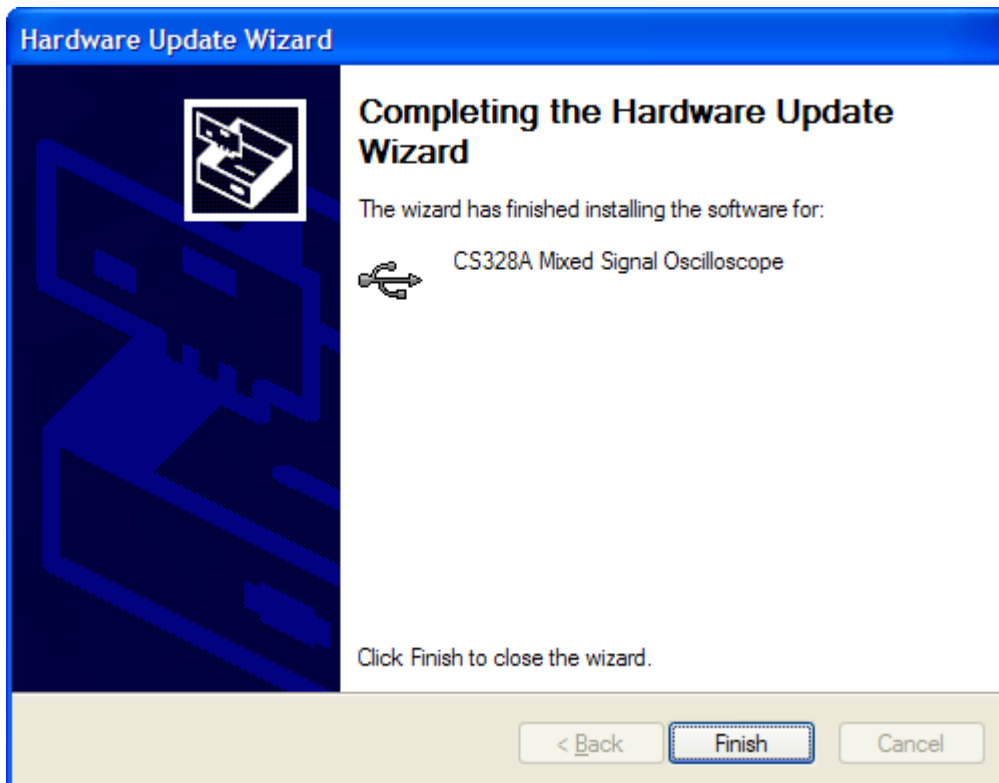 Hardware Update Wizard
Completing the Hardware Update
Wizard
The wizard has finished installing the software for:
CS328A Mixed Signal Oscilloscope
Click Finish to close the wizard.
< Back Finish Cancel